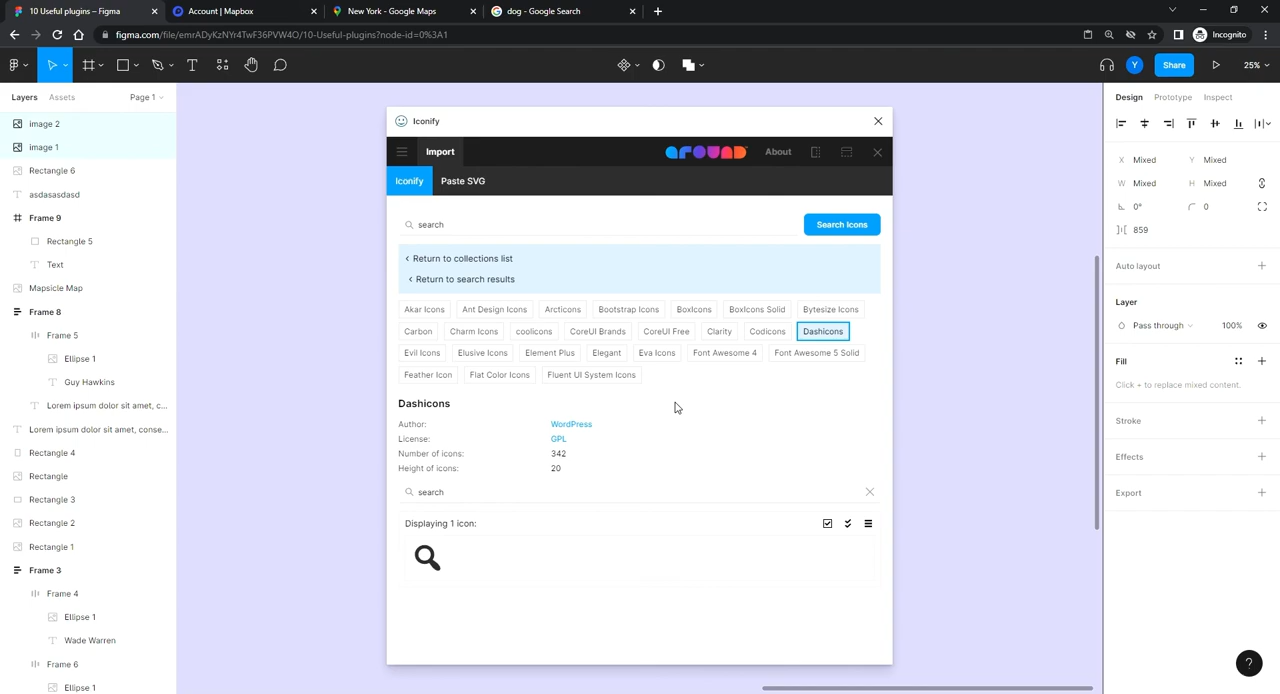 10 Useful plugins – Figma
Account | Mapbox
New York - Google Maps
dog - Google Search
figma.com/file/emrADyKzNYr4TwF36PVW4O/10-Useful-plugins?node-id=0%3A1
Incognito
Y
Share
25%
Layers
Assets
Page 1
Design
Prototype
Inspect
image 2
image 1
Rectangle 6
asdasdasdasd
Frame 9
Rectangle 5
Text
Mapsicle Map
Frame 8
Frame 5
Ellipse 1
Guy Hawkins
Lorem ipsum dolor sit amet, c...
Lorem ipsum dolor sit amet, conse...
Rectangle 4
Rectangle
Rectangle 3
Rectangle 2
Rectangle 1
Frame 3
Frame 4
Ellipse 1
Wade Warren
Frame 6
Ellipse 1
Iconify
Import
around
About
Iconify
Paste SVG
search
Search Icons
< Return to collections list
< Return to search results
Akar Icons
Ant Design Icons
Arcticons
Bootstrap Icons
BoxIcons
BoxIcons Solid
Bytesize Icons
Carbon
Charm Icons
coolicons
CoreUI Brands
CoreUI Free
Clarity
Codicons
Dashicons
Evil Icons
Elusive Icons
Element Plus
Elegant
Eva Icons
Font Awesome 4
Font Awesome 5 Solid
Feather Icon
Flat Color Icons
Fluent UI System Icons
Dashicons
Author: WordPress
License: GPL
Number of icons: 342
Height of icons: 20
search
Displaying 1 icon:
X Mixed
Y Mixed
W Mixed
H Mixed
0°
0
859
Auto layout
Layer
Pass through
100%
Fill
Click + to replace mixed content.
Stroke
Effects
Export
?